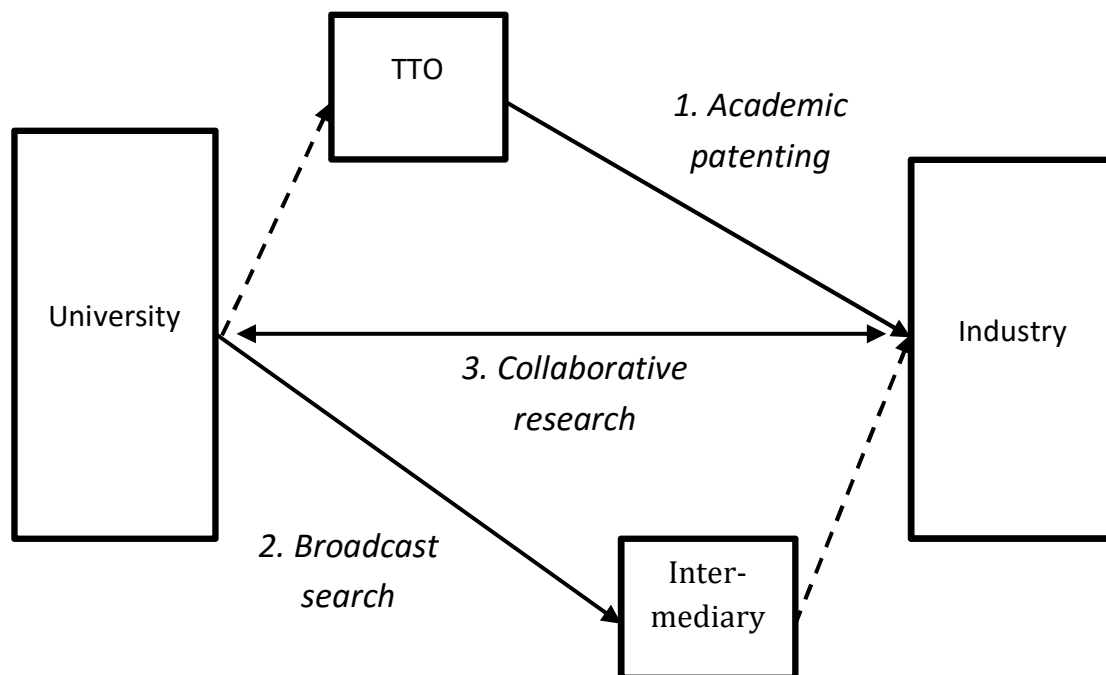 TTO
1. Academic
patenting
University
Industry
3. Collaborative
research
2. Broadcast
search
Inter-
mediary